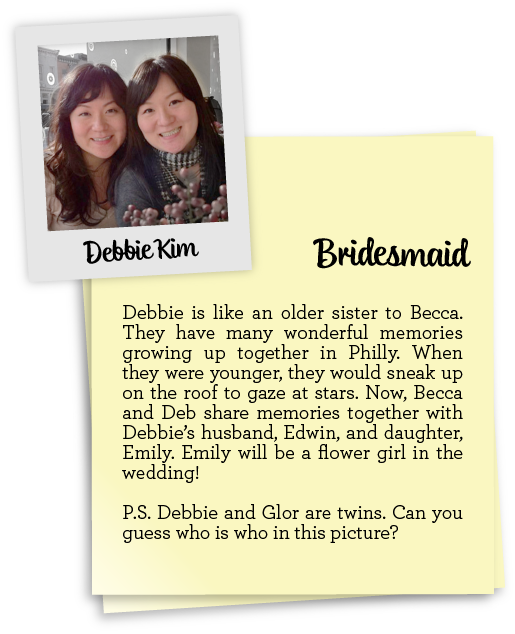 Debbie Kim
Bridesmaid
Debbie is like an older sister to Becca.
They have many wonderful memories
growing up together in Philly. When
they were younger, they would sneak up
on the roof to gaze at stars. Now, Becca
and Deb share memories together with
Debbie’s husband, Edwin, and daughter,
Emily. Emily will be a flower girl in the
wedding!
P.S. Debbie and Glor are twins. Can you
guess who is who in this picture?